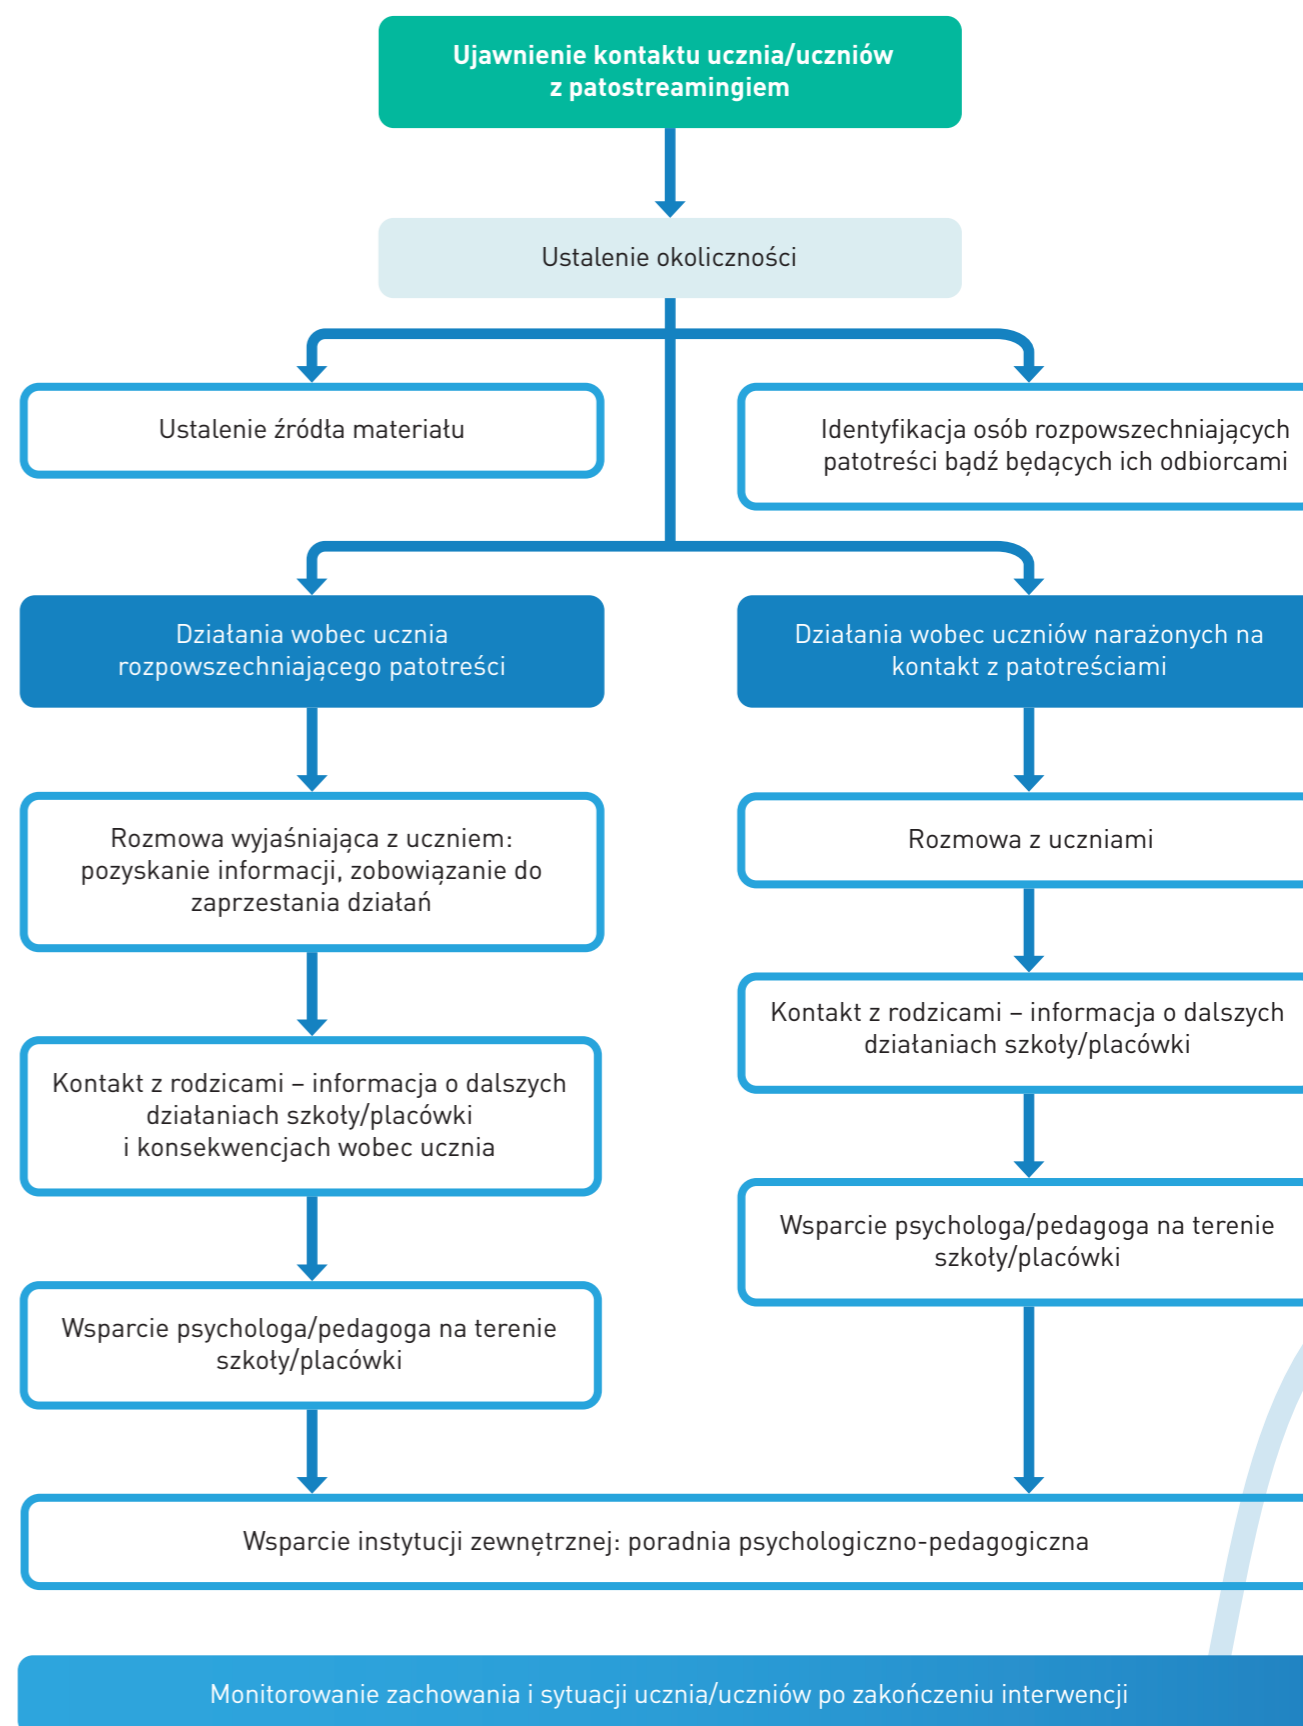 Ujawnienie kontaktu ucznia/uczniów
z patostreamingiem
Ustalenie okoliczności
Ustalenie źródła materiału
Identyfikacja osób rozpowszechniających
patotreści bądź będących ich odbiorcami
Działania wobec ucznia
rozpowszechniającego patotreści
Działania wobec uczniów narażonych na
kontakt z patotreściami
Rozmowa wyjaśniająca z uczniem:
pozyskanie informacji, zobowiązanie do
zaprzestania działań
Rozmowa z uczniami
Kontakt z rodzicami – informacja o dalszych
działaniach szkoły/placówki
Kontakt z rodzicami – informacja o dalszych
działaniach szkoły/placówki
i konsekwencjach wobec ucznia
Wsparcie psychologa/pedagoga na terenie
szkoły/placówki
Wsparcie psychologa/pedagoga na terenie
szkoły/placówki
Wsparcie instytucji zewnętrznej: poradnia psychologiczno-pedagogiczna
Monitorowanie zachowania i sytuacji ucznia/uczniów po zakończeniu interwencji